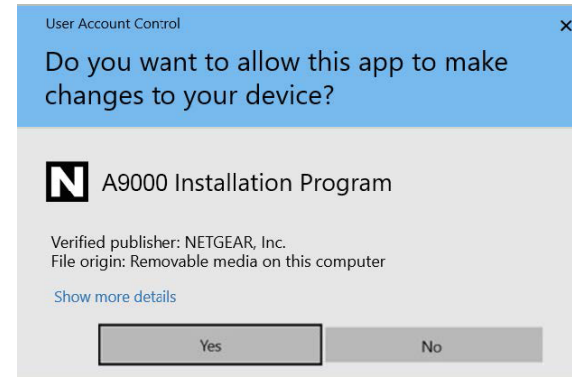 User Account Control
Do you want to allow this app to make
changes to your device?
N A9000 Installation Program
Verified publisher: NETGEAR, Inc.
File origin: Removable media on this computer
Show more details
Yes No